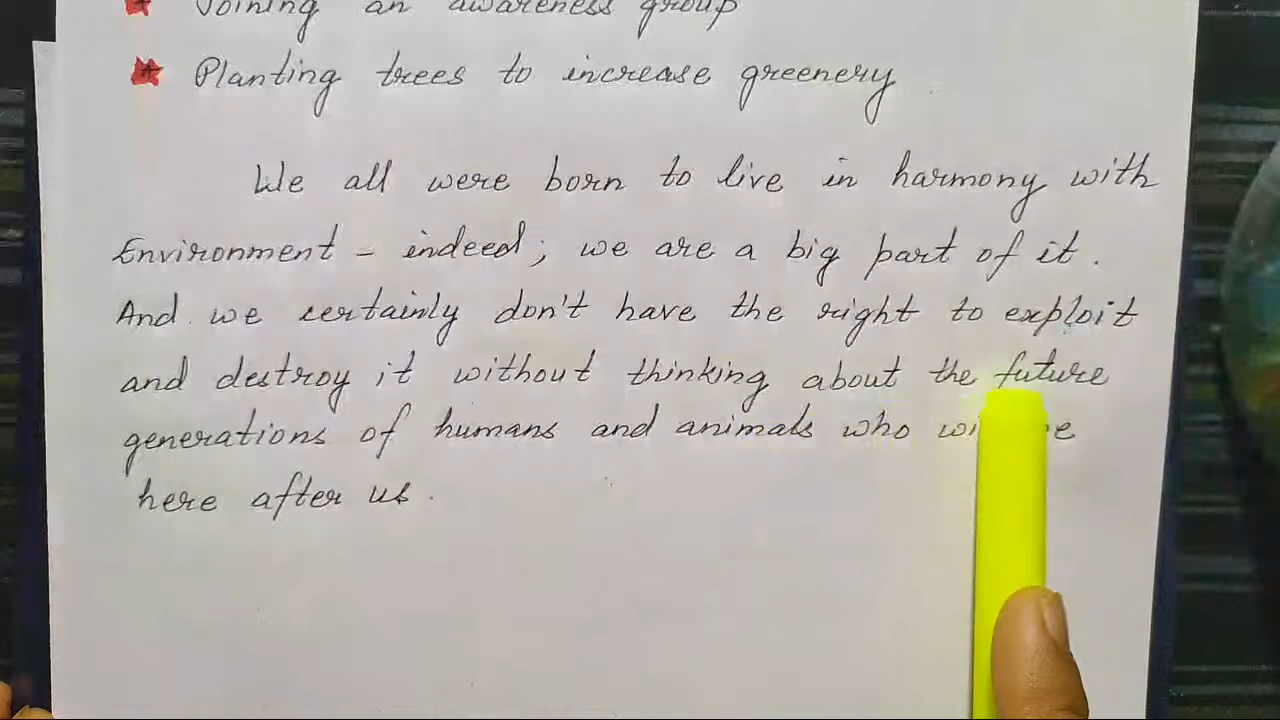 Joining an awareness group
Planting trees to increase greenery
We all were born to live in harmony with
Environment - indeed; we are a big part of it.
And we certainly don't have the right to exploit
and destroy it without thinking about the future
generations of humans and animals who
here after us.